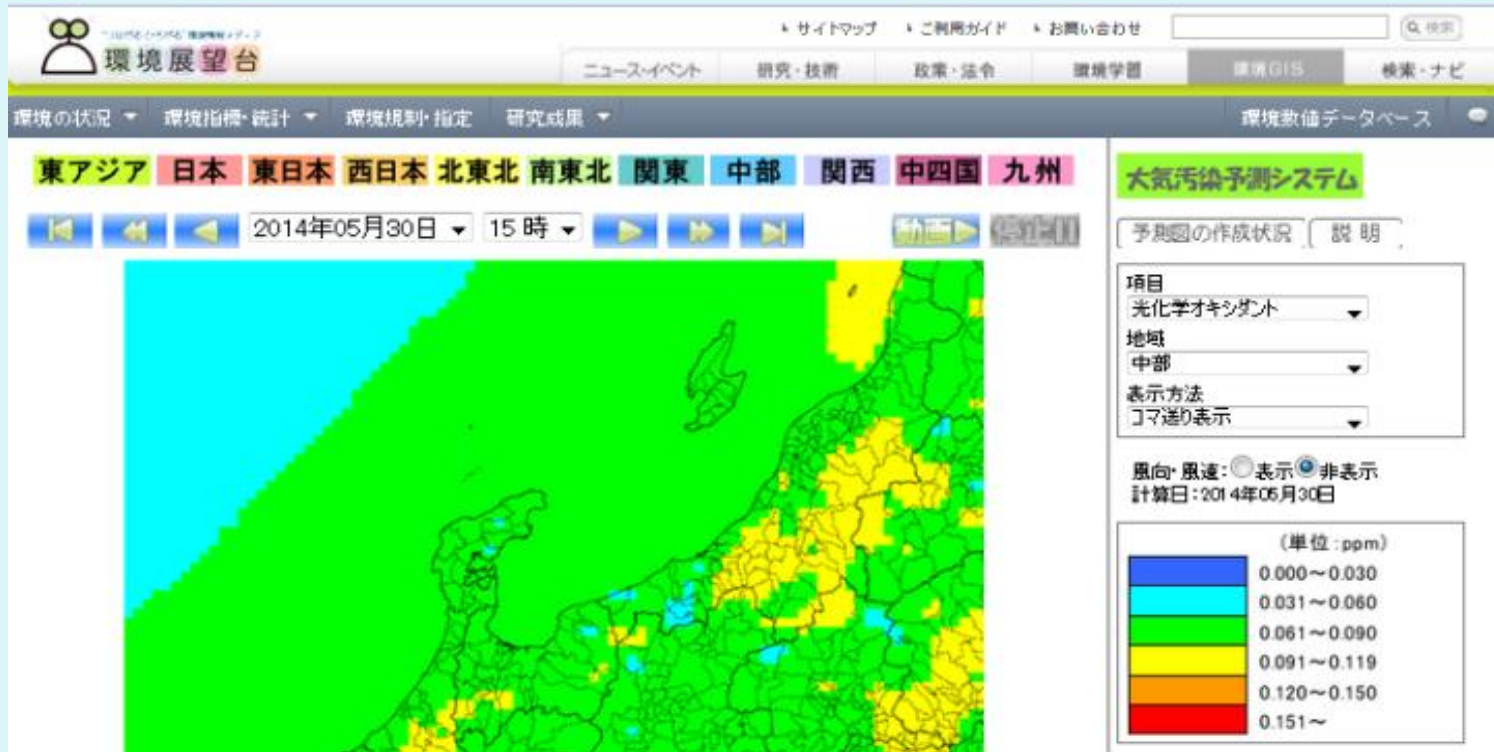 サイトマップ ご利用ガイド お問い合わせ 検索
環境展望台
ニュース・イベント 研究・技術 政策・法令 環境学習 環境GIS 検索・ナビ
環境の状況 環境指標・統計 環境規制・指定 研究成果 環境数値データベース
東アジア 日本 東日本 西日本 北東北 南東北 関東 中部 関西 中四国 九州
大気汚染予測システム
2014年05月30日 15 時 動画 停止
予測図の作成状況 説 明
項目
光化学オキシダント
地域
中部
表示方法
コマ送り表示
風向・風速: 表示 非表示
計算日:2014年05月30日
(単位:ppm)
0.000～0.030
0.031～0.060
0.061～0.090
0.091～0.119
0.120～0.150
0.151～